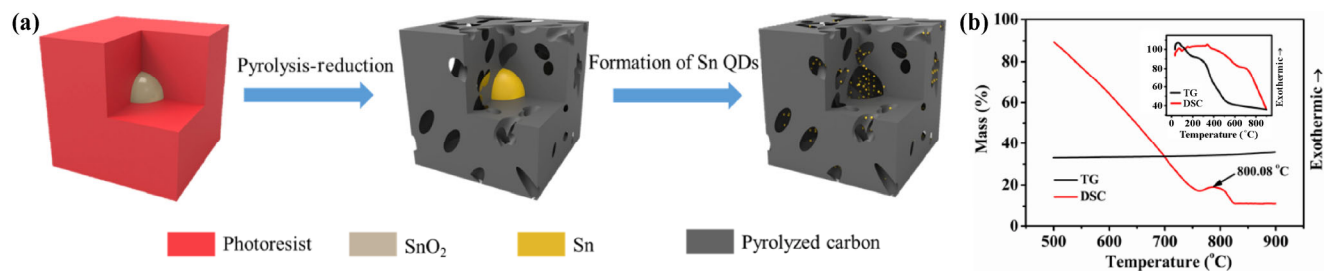 (a)
Pyrolysis-reduction
Formation of Sn QDs
Photoresist
SnO₂
Sn
Pyrolyzed carbon
(b)
Mass (%)
100
80
60
40
20
0
500
600
700
800
900
Temperature (°C)
Exothermic →
TG
DSC
800.08 °C
100
80
60
40
0 200 400 600 800
Temperature (°C)
Exothermic→
TG
DSC